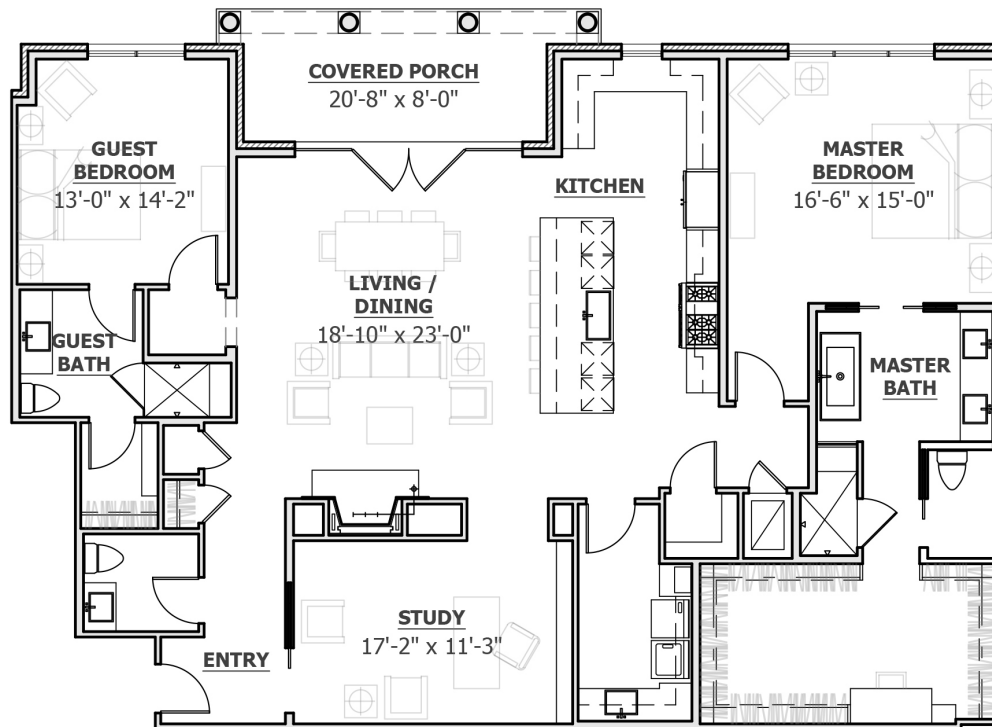 COVERED PORCH
20'-8" x 8'-0"
GUEST
BEDROOM
13'-0" x 14'-2"
KITCHEN
MASTER
BEDROOM
16'-6" x 15'-0"
LIVING /
DINING
18'-10" x 23'-0"
GUEST
BATH
MASTER
BATH
STUDY
17'-2" x 11'-3"
ENTRY